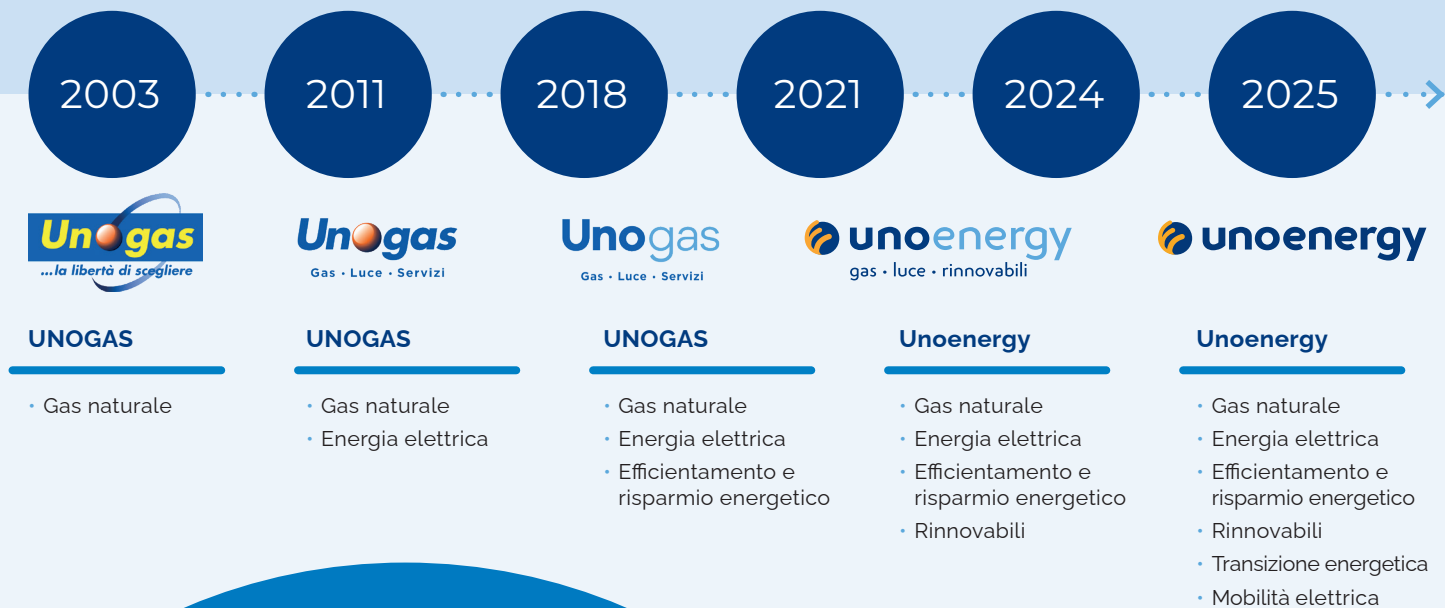 2003
2011
2018
2021
2024
2025
Unogas
...la libertà di scegliere
Unogas
Gas · Luce · Servizi
Unogas
Gas · Luce · Servizi
unoenergy
gas · luce · rinnovabili
unoenergy
UNOGAS
• Gas naturale
UNOGAS
• Gas naturale
• Energia elettrica
UNOGAS
• Gas naturale
• Energia elettrica
• Efficientamento e
risparmio energetico
Unoenergy
• Gas naturale
• Energia elettrica
• Efficientamento e
risparmio energetico
• Rinnovabili
Unoenergy
• Gas naturale
• Energia elettrica
• Efficientamento e
risparmio energetico
• Rinnovabili
• Transizione energetica
• Mobilità elettrica